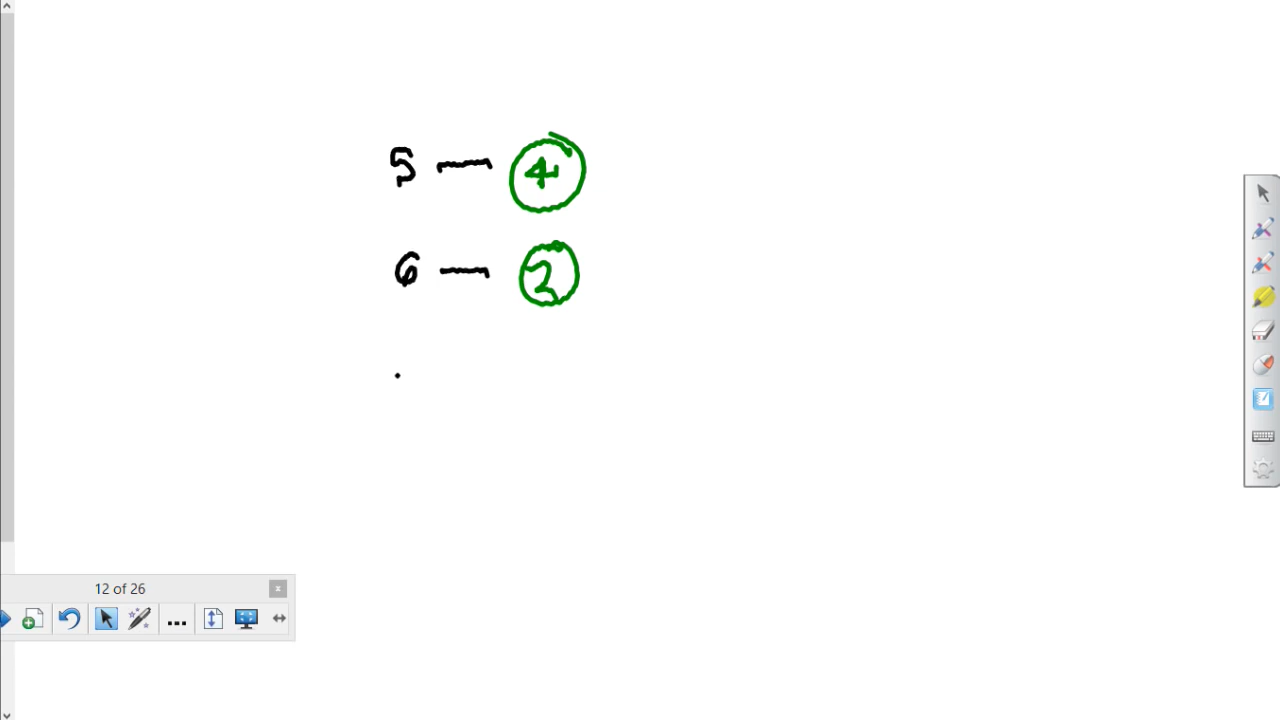 5 — 4
6 — 2
.
12 of 26
x
...